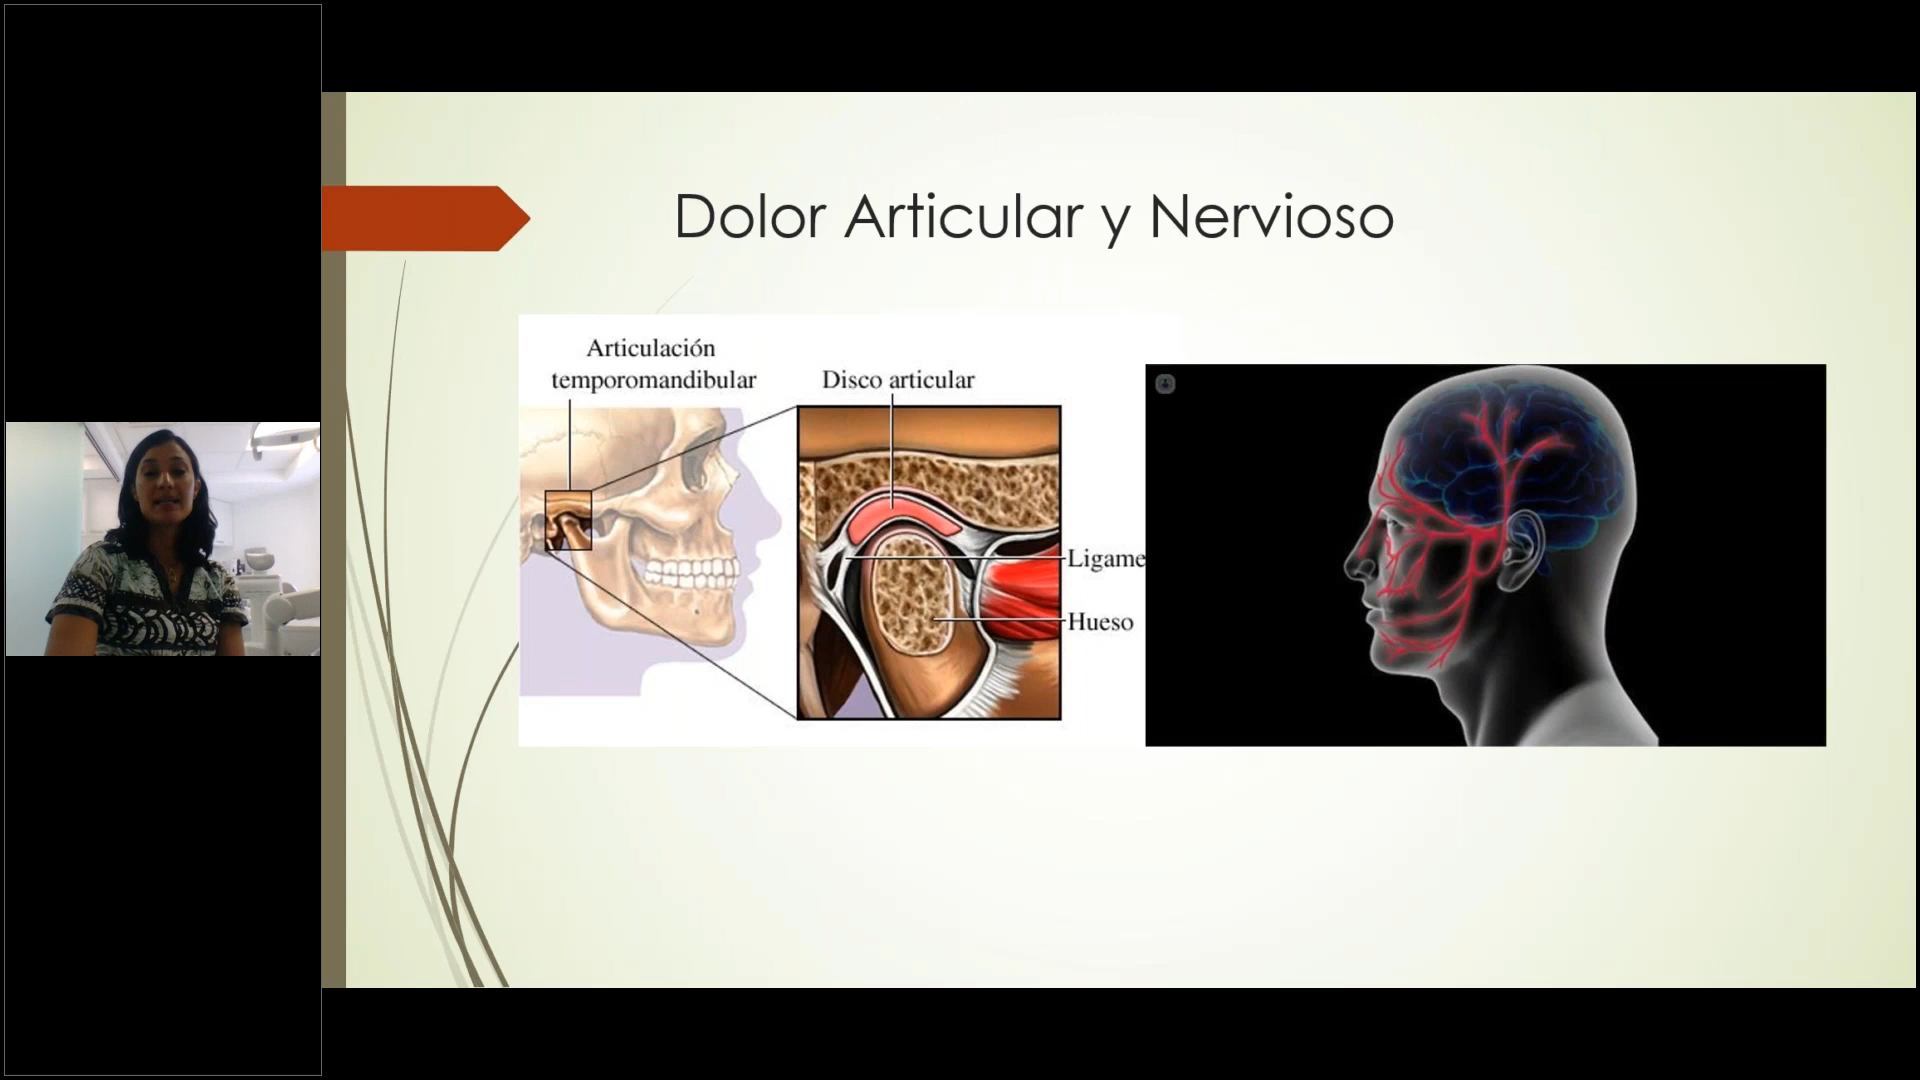 Dolor Articular y Nervioso
Articulación
temporomandibular
Disco articular
Ligame
Hueso